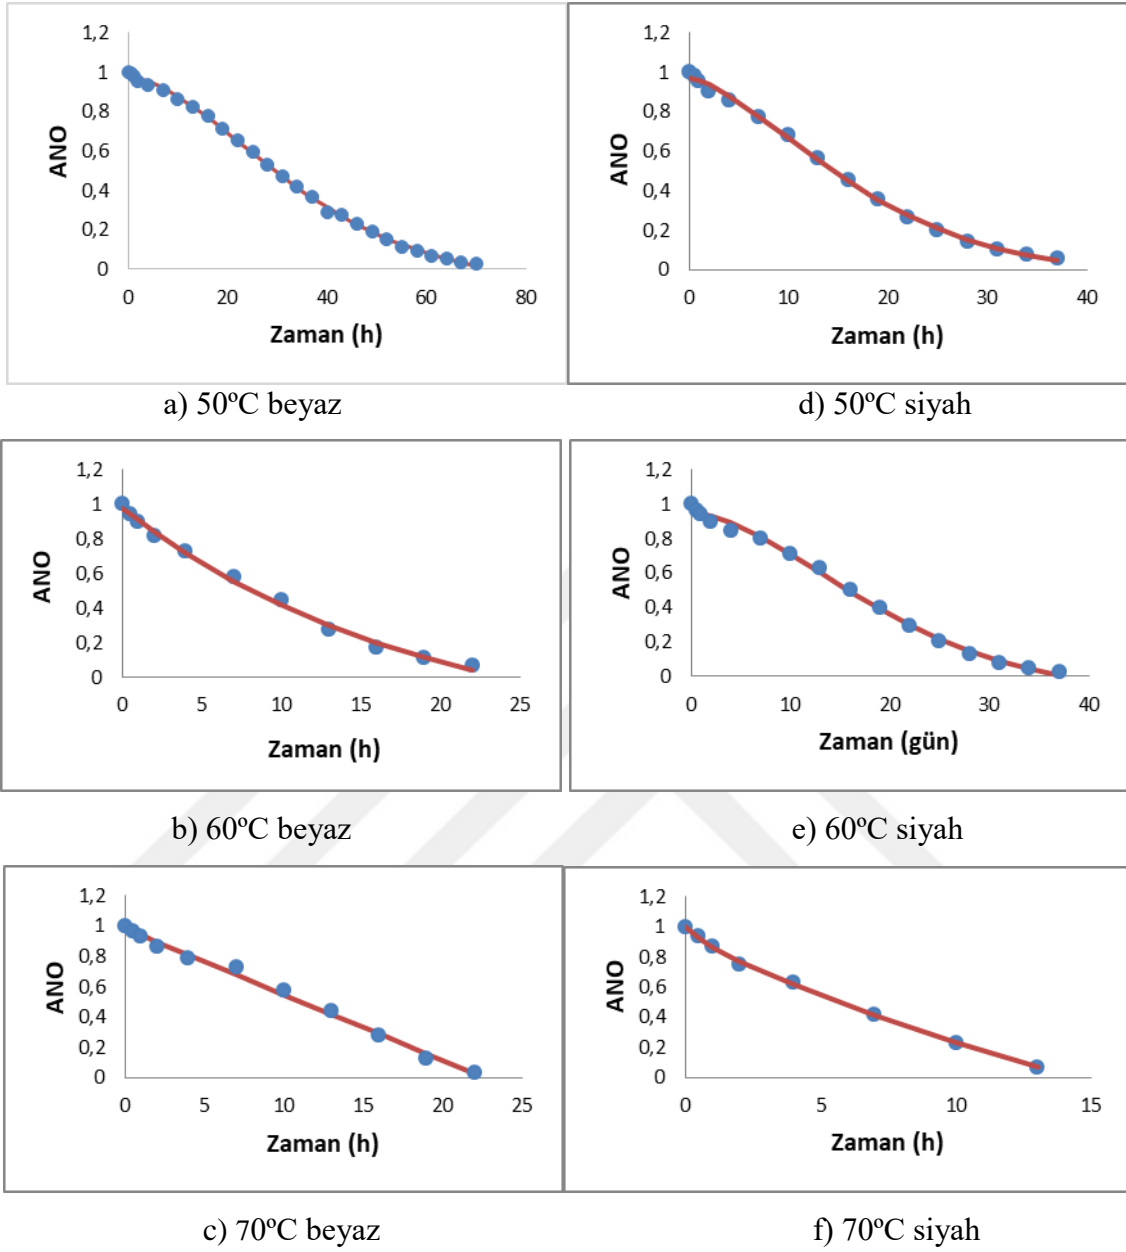 1,2
1
0,8
0,6
0,4
0,2
0
ANO
0 20 40 60 80
Zaman (h)
a) 50ºC beyaz
1,2
1
0,8
0,6
0,4
0,2
0
ANO
0 10 20 30 40
Zaman (h)
d) 50ºC siyah
1,2
1
0,8
0,6
0,4
0,2
0
ANO
0 5 10 15 20 25
Zaman (h)
b) 60ºC beyaz
1,2
1
0,8
0,6
0,4
0,2
0
ANO
0 10 20 30 40
Zaman (gün)
e) 60ºC siyah
1,2
1
0,8
0,6
0,4
0,2
0
ANO
0 5 10 15 20 25
Zaman (h)
c) 70ºC beyaz
1,2
1
0,8
0,6
0,4
0,2
0
ANO
0 5 10 15
Zaman (h)
f) 70ºC siyah